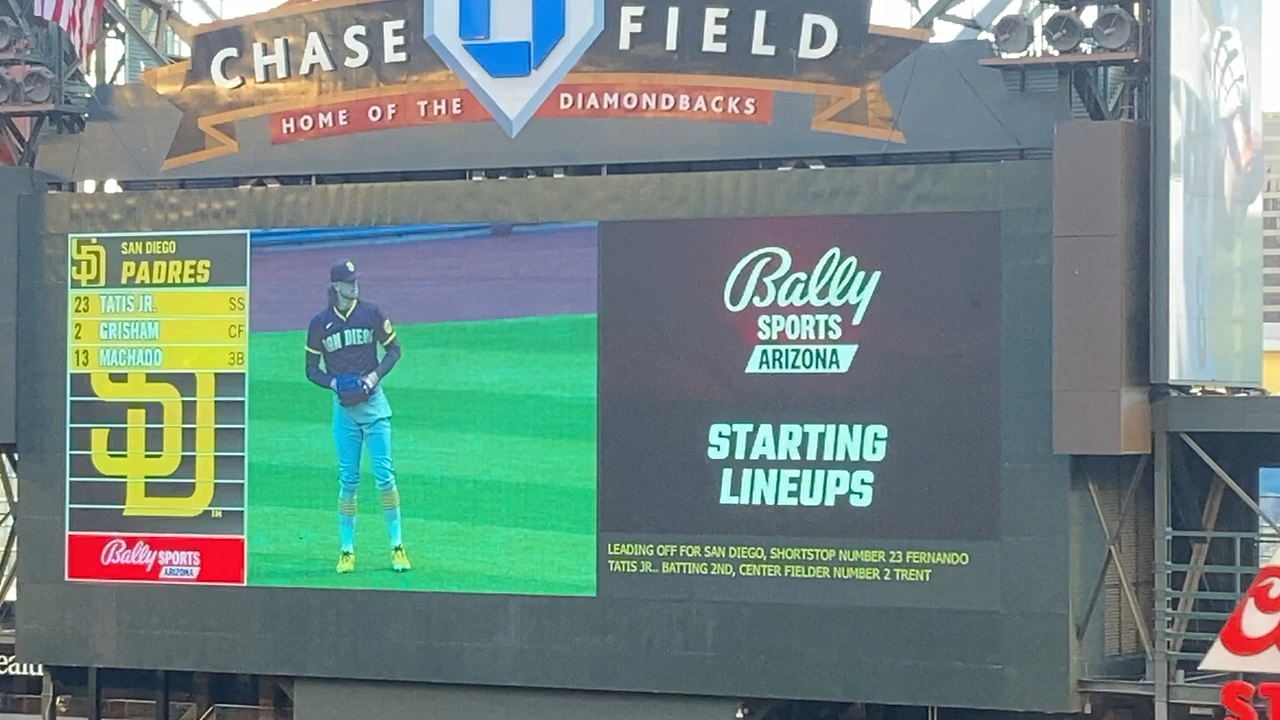 CHASE FIELD
HOME OF THE DIAMONDBACKS
SAN DIEGO
PADRES
23 TATIS JR. SS
2 GRISHAM CF
13 MACHADO 3B
SD
TM
Bally SPORTS
ARIZONA
SAN DIEGO
Bally
SPORTS
ARIZONA
STARTING
LINEUPS
LEADING OFF FOR SAN DIEGO, SHORTSTOP NUMBER 23 FERNANDO
TATIS JR.. BATTING 2ND, CENTER FIELDER NUMBER 2 TRENT